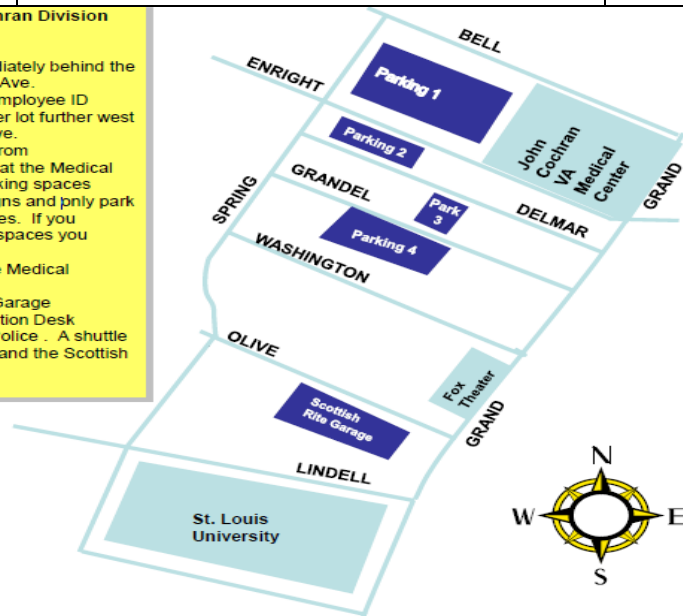 hran Division
diately behind the
Ave.
mployee ID
er lot further west
ve.
rom
at the Medical
king spaces
gns and pnly park
es. If you
spaces you
e Medical
Garage
tion Desk
olice . A shuttle
and the Scottish
BELL
ENRIGHT
Parking 1
John
Cochran
VA
Medical
Center
GRAND
Parking 2
GRANDEL
Park
3
DELMAR
SPRING
Parking 4
WASHINGTON
OLIVE
Fox
Theater
Scottish
Rite Garage
GRAND
LINDELL
St. Louis
University
N
W
E
S